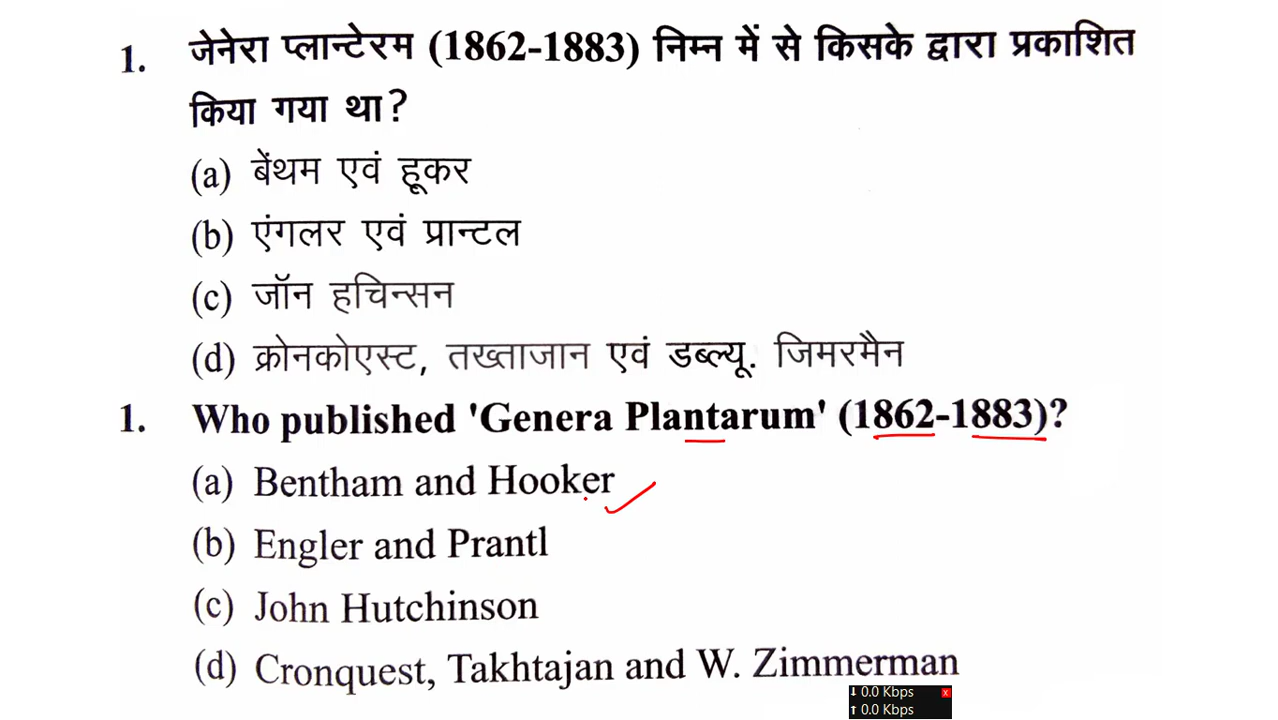 1. जेनेरा प्लान्टेरम (1862-1883) निम्न में से किसके द्वारा प्रकाशित
किया गया था?
(a) बेंथम एवं हूकर
(b) एंगलर एवं प्रान्टल
(c) जॉन हचिन्सन
(d) क्रोनकोएस्ट, तख्ताजान एवं डब्ल्यू. जिमरमैन
1. Who published 'Genera Plantarum' (1862-1883)?
(a) Bentham and Hooker
(b) Engler and Prantl
(c) John Hutchinson
(d) Cronquest, Takhtajan and W. Zimmerman
↓ 0.0 Kbps x
↑ 0.0 Kbps